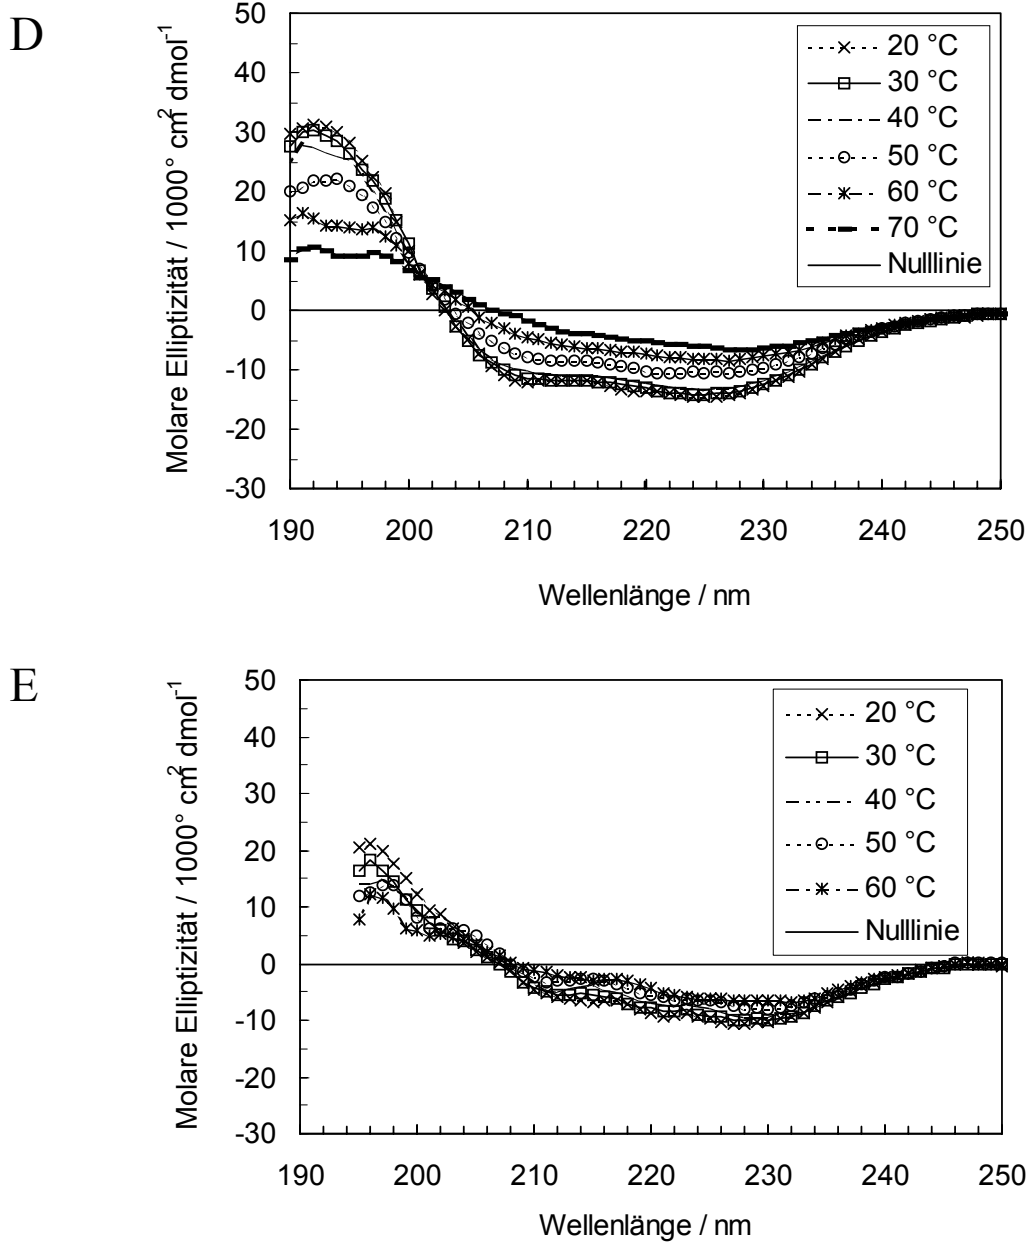 D
Molare Elliptizität / 1000° cm² dmol⁻¹
50
40
30
20
10
0
-10
-20
-30
20 °C
30 °C
40 °C
50 °C
60 °C
70 °C
Nulllinie
190 200 210 220 230 240 250
Wellenlänge / nm
E
Molare Elliptizität / 1000° cm² dmol⁻¹
50
40
30
20
10
0
-10
-20
-30
20 °C
30 °C
40 °C
50 °C
60 °C
Nulllinie
190 200 210 220 230 240 250
Wellenlänge / nm